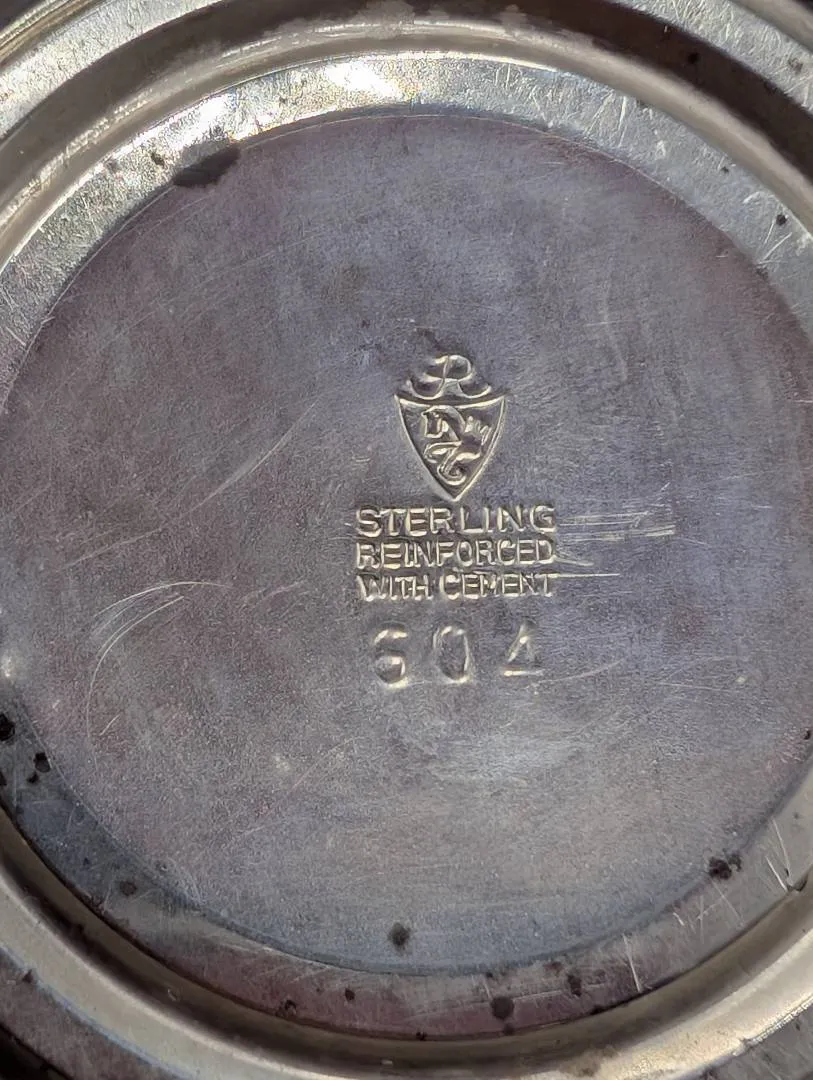 R
STERLING
REINFORCED
WITH CEMENT
604